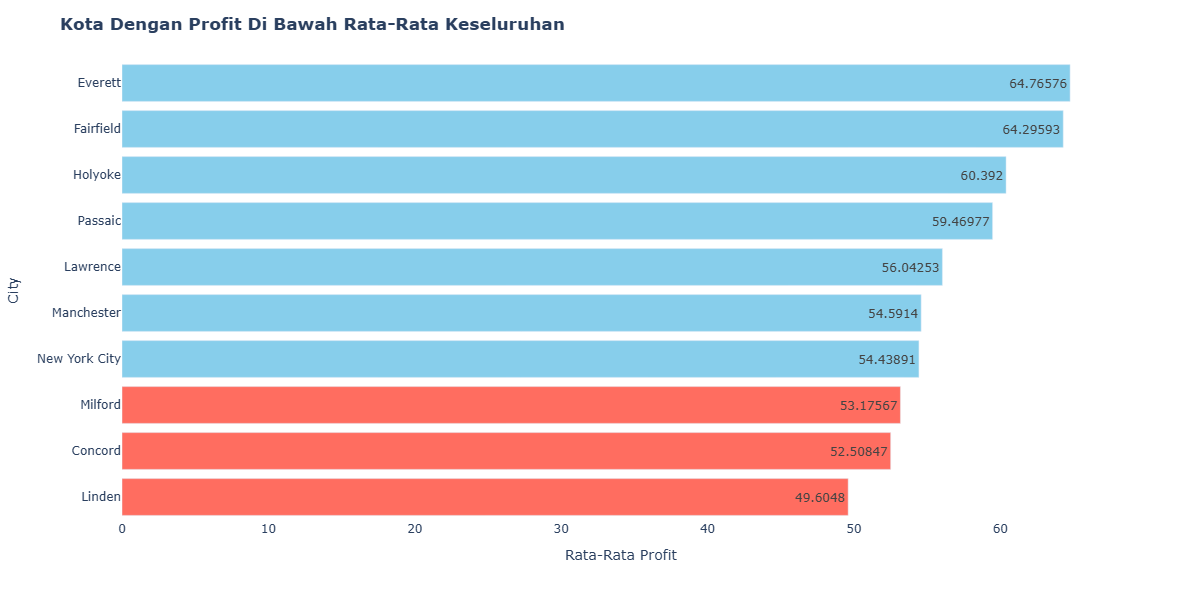 Kota Dengan Profit Di Bawah Rata-Rata Keseluruhan
City
Everett 64.76576
Fairfield 64.29593
Holyoke 60.392
Passaic 59.46977
Lawrence 56.04253
Manchester 54.5914
New York City 54.43891
Milford 53.17567
Concord 52.50847
Linden 49.6048
0 10 20 30 40 50 60
Rata-Rata Profit